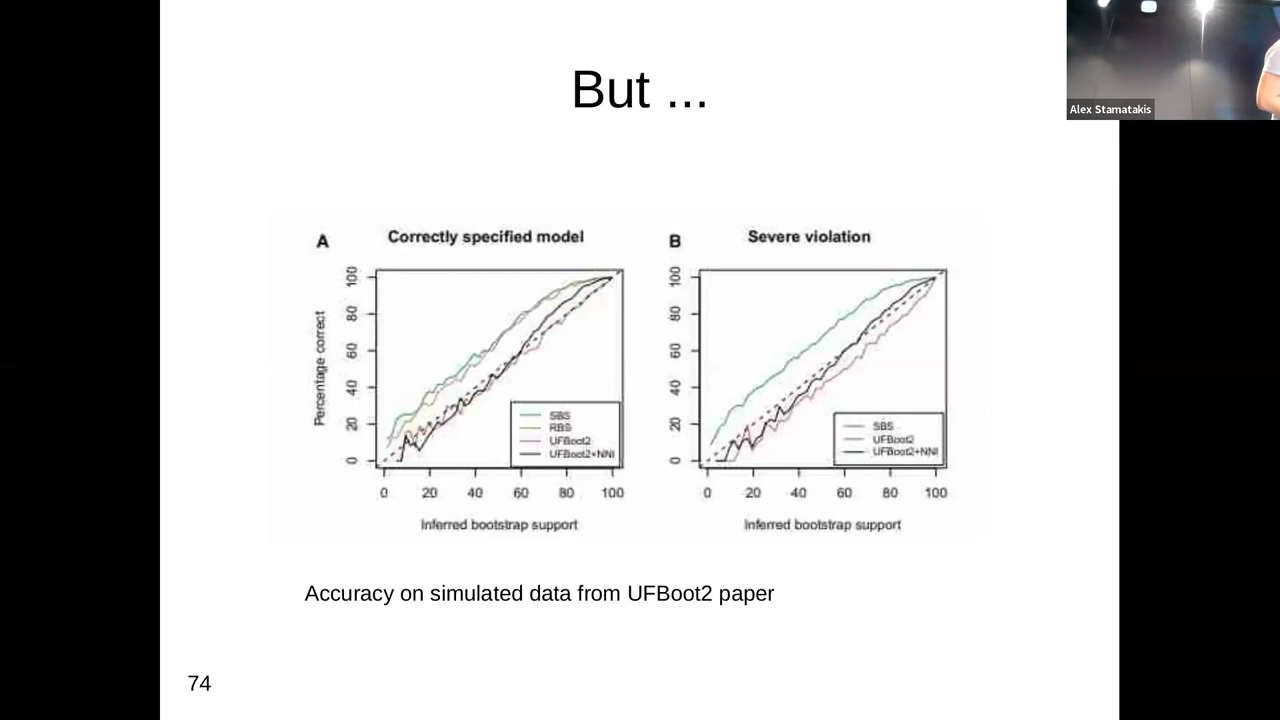 But ...
Alex Stamatakis
A
Correctly specified model
Percentage correct
100
80
60
40
20
0
SBS
RBS
UFBoot2
UFBoot2+NNI
0 20 40 60 80 100
Inferred bootstrap support
B
Severe violation
100
80
60
40
20
0
SBS
UFBoot2
UFBoot2+NNI
0 20 40 60 80 100
Inferred bootstrap support
Accuracy on simulated data from UFBoot2 paper
74